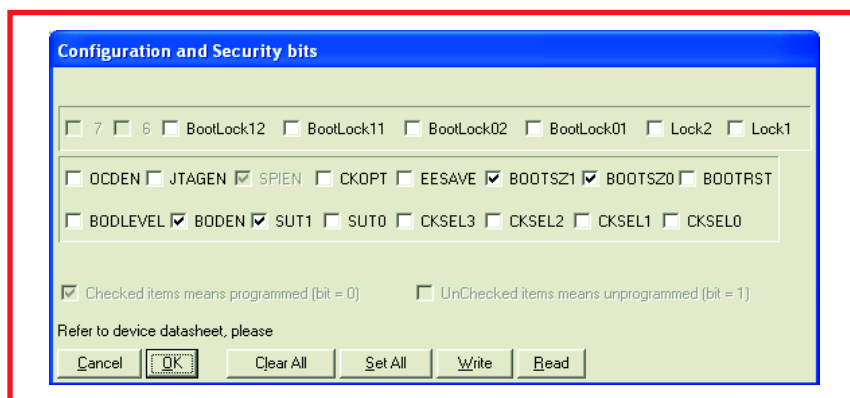 Configuration and Security bits
7 6 BootLock12 BootLock11 BootLock02 BootLock01 Lock2 Lock1
OCDEN JTAGEN SPIEN CKOPT EESAVE BOOTSZ1 BOOTSZ0 BOOTRST
BODLEVEL BODEN SUT1 SUT0 CKSEL3 CKSEL2 CKSEL1 CKSEL0
Checked items means programmed (bit = 0) UnChecked items means unprogrammed (bit = 1)
Refer to device datasheet, please
Cancel OK Clear All Set All Write Read